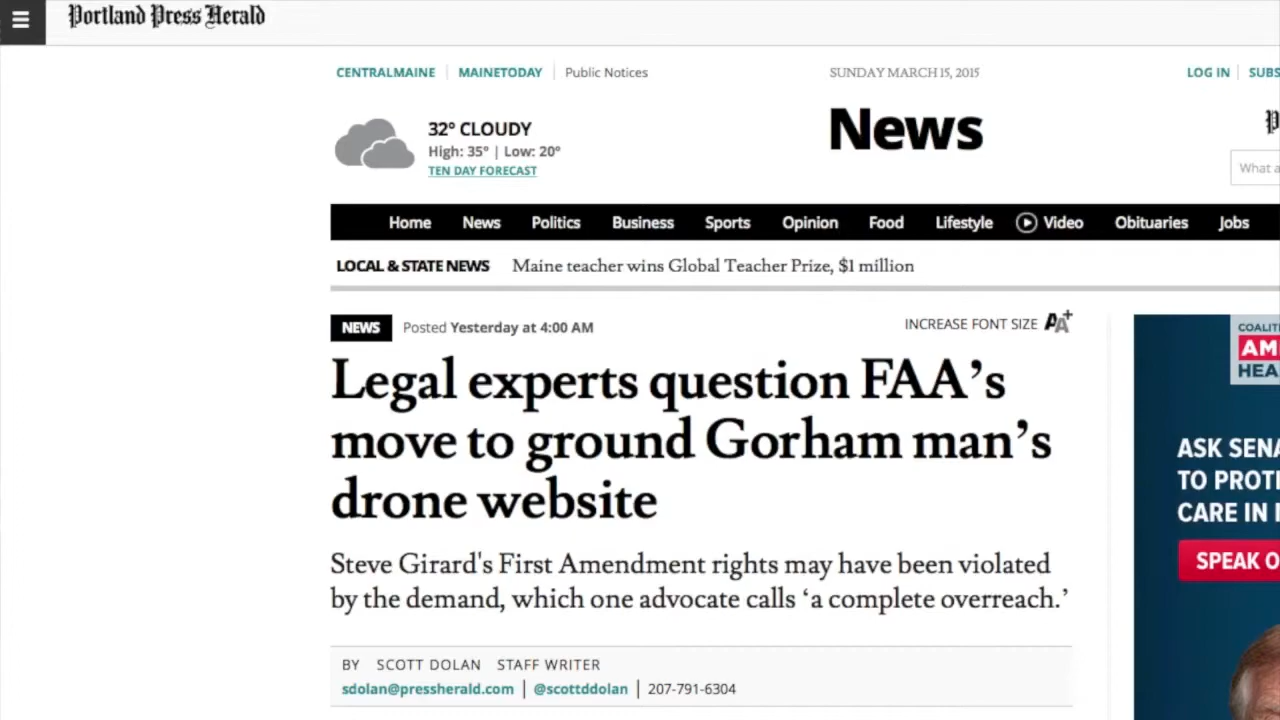 Portland Press Herald
CENTRALMAINE MAINETODAY Public Notices
SUNDAY MARCH 15, 2015
LOG IN SUBS
32° CLOUDY
High: 35° | Low: 20°
TEN DAY FORECAST
News
P
What a
Home News Politics Business Sports Opinion Food Lifestyle Video Obituaries Jobs
LOCAL & STATE NEWS Maine teacher wins Global Teacher Prize, $1 million
NEWS Posted Yesterday at 4:00 AM
INCREASE FONT SIZE AA+
Legal experts question FAA’s
move to ground Gorham man’s
drone website
Steve Girard's First Amendment rights may have been violated
by the demand, which one advocate calls ‘a complete overreach.’
BY SCOTT DOLAN STAFF WRITER
sdolan@pressherald.com | @scottddolan | 207-791-6304
COALIT
AM
HEA
ASK SENA
TO PROT
CARE IN
SPEAK O